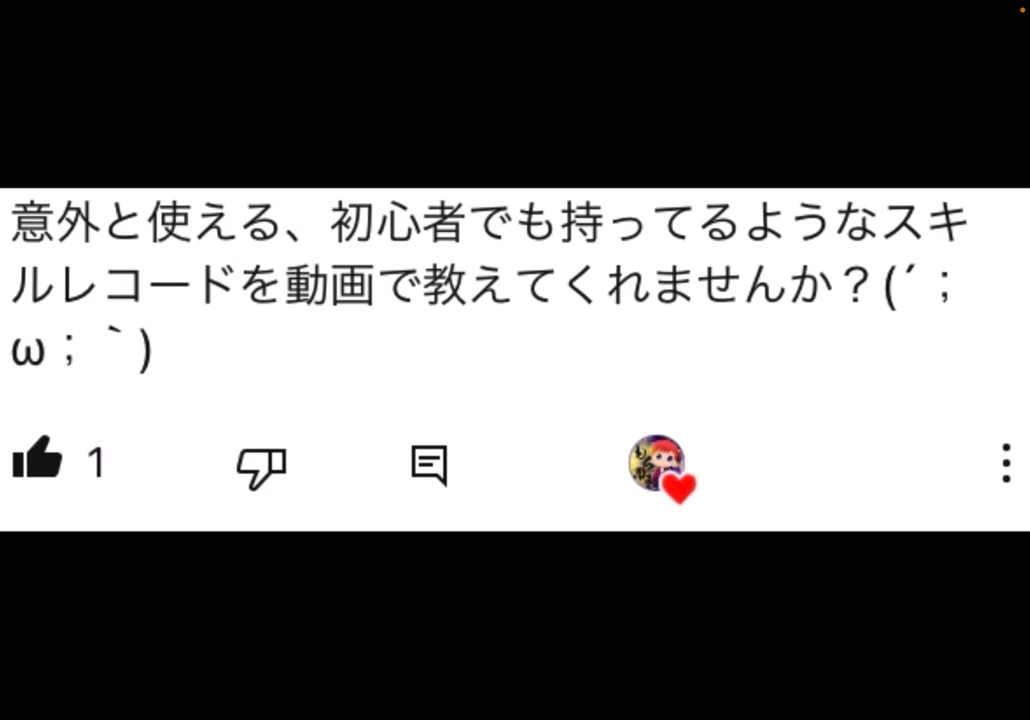 意外と使える、初心者でも持ってるようなスキ
ルレコードを動画で教えてくれませんか？(´；
ω；｀)
1